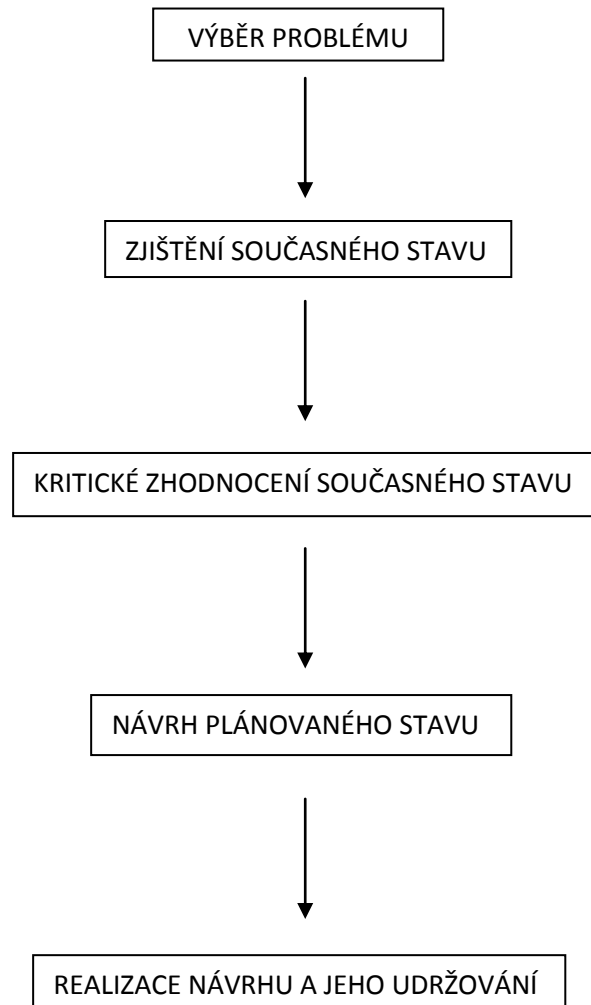 VÝBĚR PROBLÉMU
ZJIŠTĚNÍ SOUČASNÉHO STAVU
KRITICKÉ ZHODNOCENÍ SOUČASNÉHO STAVU
NÁVRH PLÁNOVANÉHO STAVU
REALIZACE NÁVRHU A JEHO UDRŽOVÁNÍ